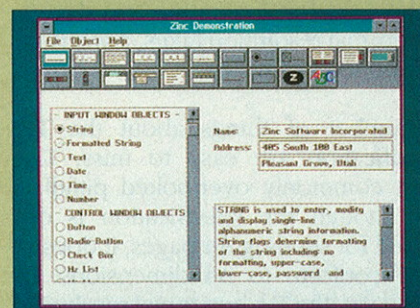 Zinc Demonstration
File Object Help
Z ABC
- INPUT WINDOW OBJECTS -
String
Formatted String
Text
Date
Time
Number
- CONTROL WINDOW OBJECTS
Button
Radio-Button
Check Box
Hz List
Name: Zinc Software Incorporated
Address: 405 South 100 East
Pleasant Grove, Utah
STRING is used to enter, modify
and display single-line
alphanumeric string information.
String flags determine formatting
of the string including: no
formatting, upper-case,
lower-case, password and